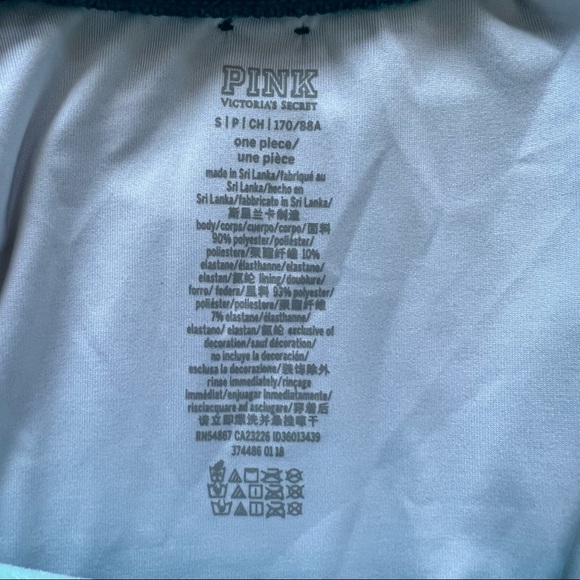 PINK
VICTORIA'S SECRET
S|P|CH|170/88A
one piece/
une pièce
made in Sri Lanka/fabriqué au
Sri Lanka/hecho en
Sri Lanka/fabbricato in Sri Lanka/
斯里兰卡制造
body/corps/cuerpo/corpo/面料
90% polyester/poliéster/
poliestere/聚酯纤维 10%
elastane/élasthanne/elastano/
elastan/氨纶 lining/doublure/
forro/ federa/里料 93% polyester/
poliéster/poliestere/聚酯纤维
7% elastane/élasthanne/
elastano/ elastan/氨纶 exclusive of
decoration/sauf décoration/
no incluye la decoración/
esclusa la decorazione/装饰除外
rinse immediately/rinçage
immédiat/enjuagar inmediatamente/
risciacquare ad asciugare/穿着后
请立即漂洗并悬挂晾干
RN54867 CA23226 ID36013439
374486 01 18